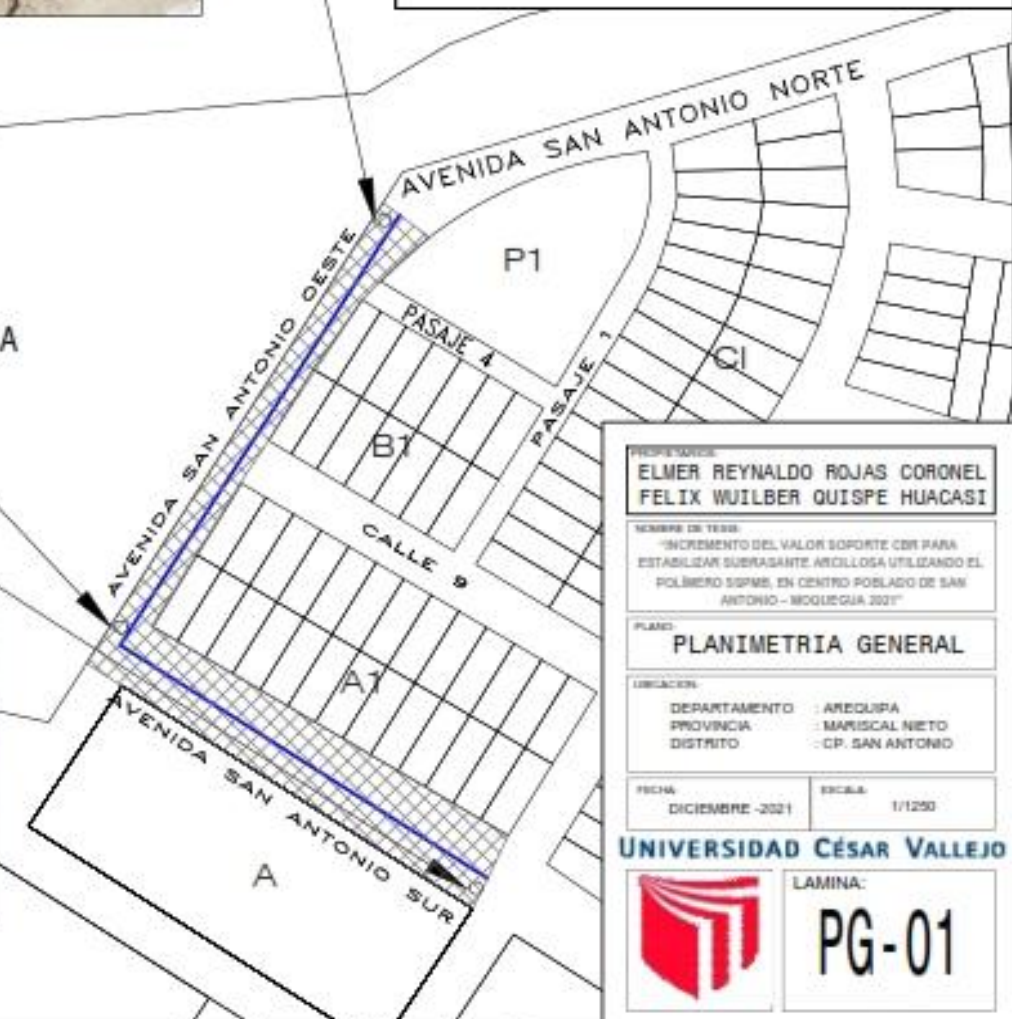 AVENIDA SAN ANTONIO NORTE
AVENIDA SAN ANTONIO OESTE
P1
A
PASAJE 4
PASAJE 1
CI
B1
CALLE 9
A1
AVENIDA SAN ANTONIO SUR
A
PROPIETARIOS:
ELMER REYNALDO ROJAS CORONEL
FELIX WUILBER QUISPE HUACASI
NOMBRE DE TESIS:
"INCREMENTO DEL VALOR SOPORTE CBR PARA
ESTABILIZAR SUBRASANTE ARCILLOSA UTILIZANDO EL
POLÍMERO SSPMB, EN CENTRO POBLADO DE SAN
ANTONIO – MOQUEGUA 2021"
PLANO:
PLANIMETRIA GENERAL
UBICACION:
DEPARTAMENTO : AREQUIPA
PROVINCIA : MARISCAL NIETO
DISTRITO : CP. SAN ANTONIO
FECHA:
DICIEMBRE -2021
ESCALA:
1/1250
UNIVERSIDAD CÉSAR VALLEJO
LAMINA:
PG-01